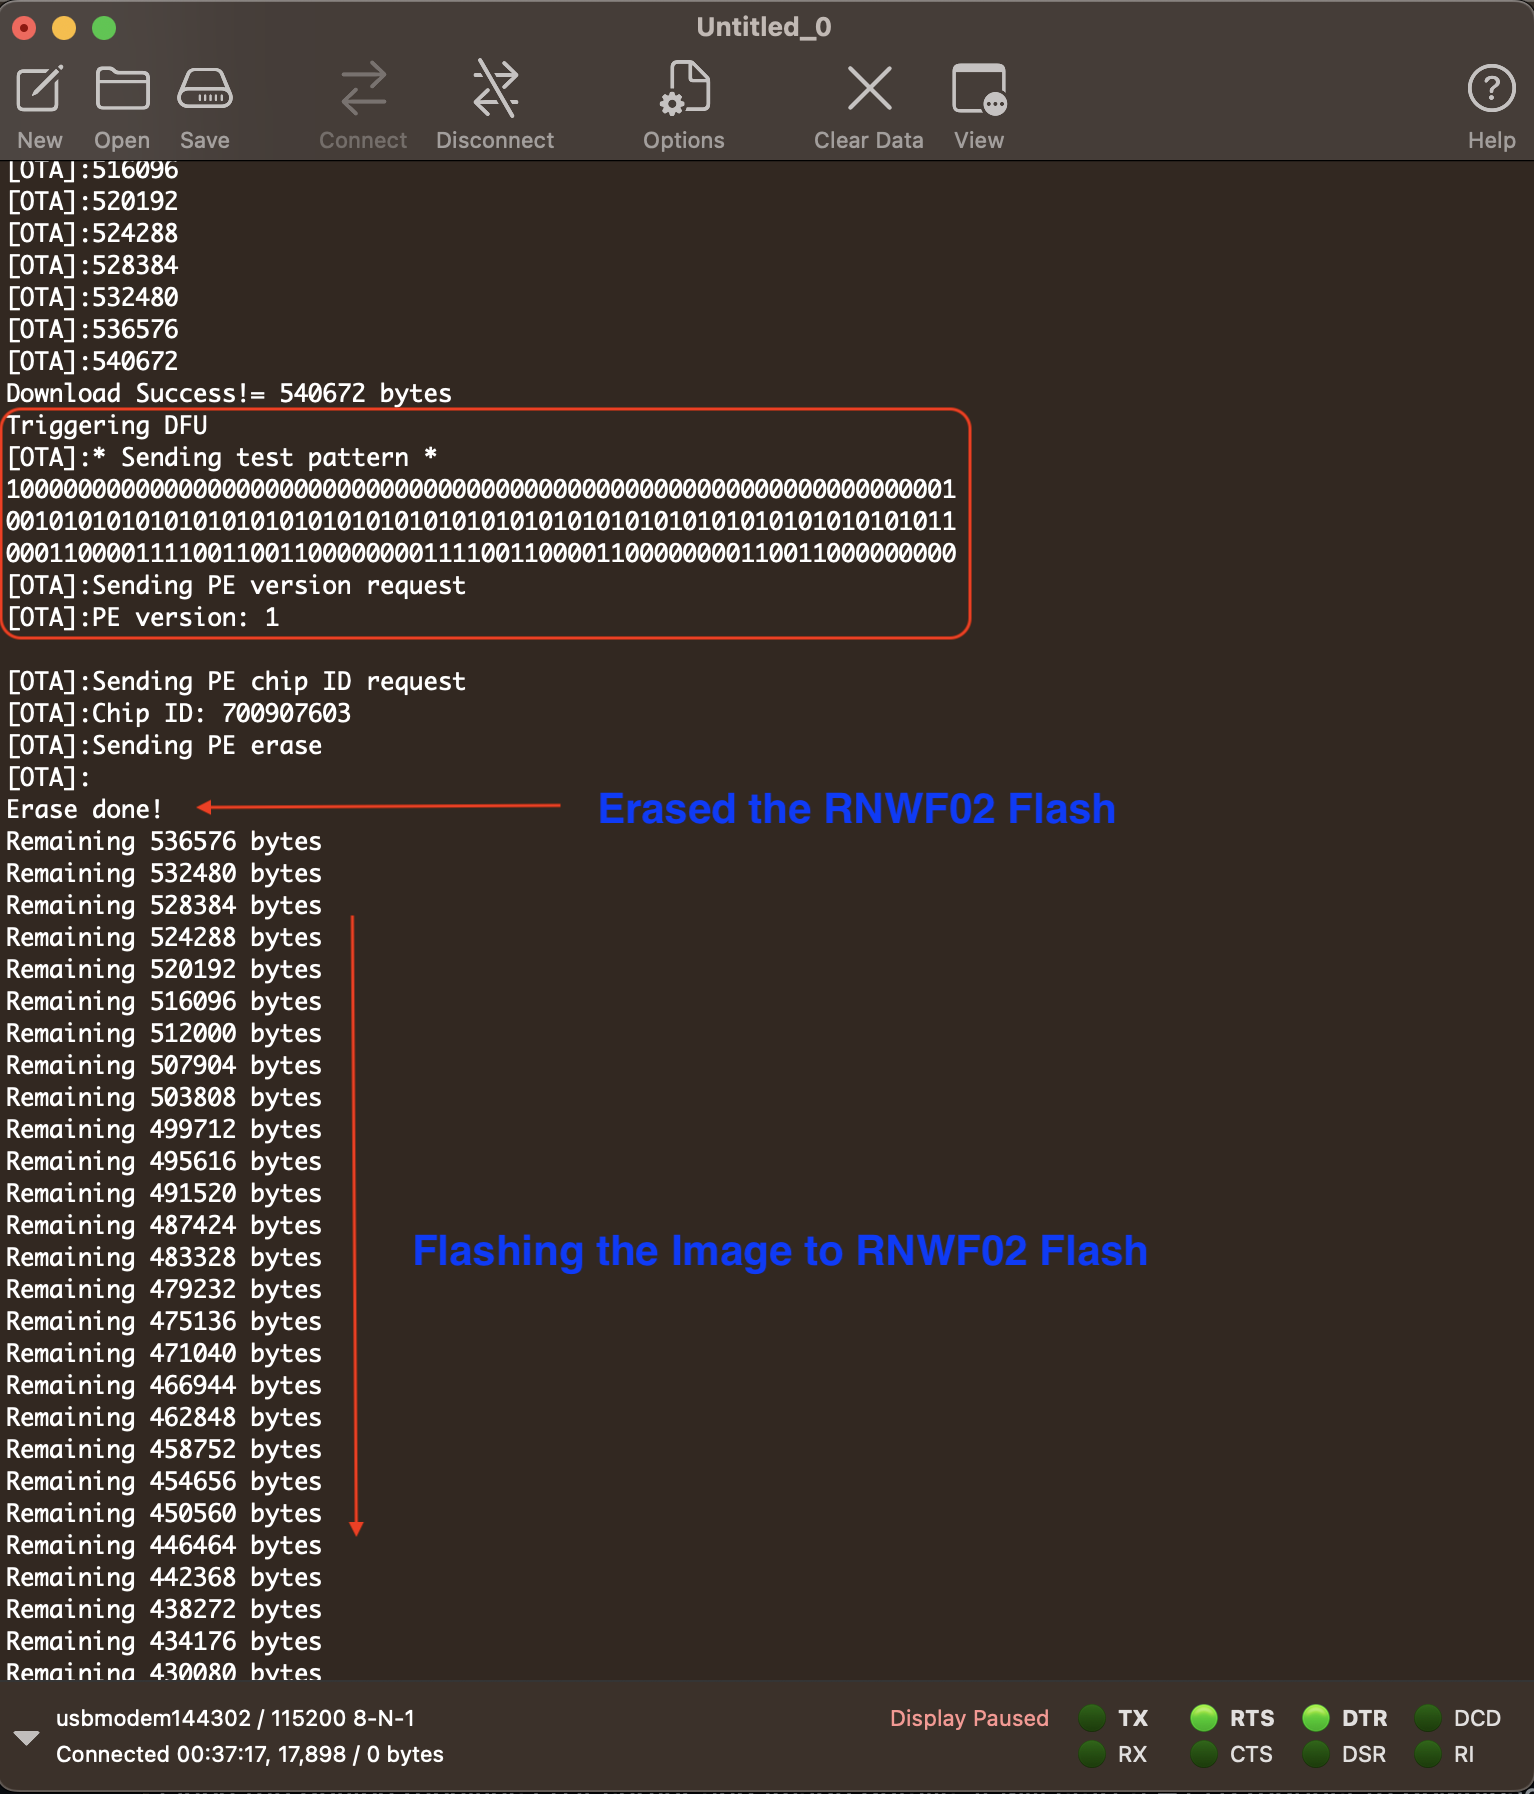 Untitled_0
New Open Save Connect Disconnect Options Clear Data View Help
[OTA]:516096
[OTA]:520192
[OTA]:524288
[OTA]:528384
[OTA]:532480
[OTA]:536576
[OTA]:540672
Download Success!= 540672 bytes
Triggering DFU
[OTA]:* Sending test pattern *
100000000000000000000000000000000000000000000000000000000000000001
001010101010101010101010101010101010101010101010101010101010101011
000110000111100110011000000001111001100001100000000110011000000000
[OTA]:Sending PE version request
[OTA]:PE version: 1
[OTA]:Sending PE chip ID request
[OTA]:Chip ID: 700907603
[OTA]:Sending PE erase
[OTA]:
Erase done! Erased the RNWF02 Flash
Remaining 536576 bytes
Remaining 532480 bytes
Remaining 528384 bytes
Remaining 524288 bytes
Remaining 520192 bytes
Remaining 516096 bytes
Remaining 512000 bytes
Remaining 507904 bytes
Remaining 503808 bytes
Remaining 499712 bytes
Remaining 495616 bytes
Remaining 491520 bytes
Remaining 487424 bytes
Flashing the Image to RNWF02 Flash
Remaining 483328 bytes
Remaining 479232 bytes
Remaining 475136 bytes
Remaining 471040 bytes
Remaining 466944 bytes
Remaining 462848 bytes
Remaining 458752 bytes
Remaining 454656 bytes
Remaining 450560 bytes
Remaining 446464 bytes
Remaining 442368 bytes
Remaining 438272 bytes
Remaining 434176 bytes
Remaining 430080 bytes
usbmodem144302 / 115200 8-N-1 Display Paused TX RTS DTR DCD
Connected 00:37:17, 17,898 / 0 bytes RX CTS DSR RI